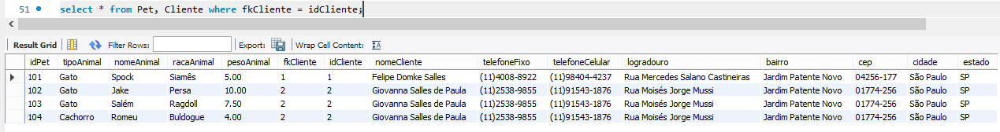 51 select * from Pet, Cliente where fkCliente = idCliente;
Result Grid Filter Rows: Export: Wrap Cell Content: IA
idPet tipoAnimal nomeAnimal racaAnimal pesoAnimal fkCliente idCliente nomeCliente telefoneFixo telefoneCelular logradouro bairro cep cidade estado
101 Gato Spock Siamês 5.00 1 1 Felipe Domke Salles (11)4008-8922 (11)98404-4237 Rua Mercedes Salano Castineiras Jardim Patente Novo 04256-177 São Paulo SP
102 Gato Jake Persa 10.00 2 2 Giovanna Salles de Paula (11)2538-9855 (11)91543-1876 Rua Moisés Jorge Mussi Jardim Patente Novo 01774-256 São Paulo SP
103 Gato Salém Ragdoll 7.50 2 2 Giovanna Salles de Paula (11)2538-9855 (11)91543-1876 Rua Moisés Jorge Mussi Jardim Patente Novo 01774-256 São Paulo SP
104 Cachorro Romeu Buldogue 4.00 2 2 Giovanna Salles de Paula (11)2538-9855 (11)91543-1876 Rua Moisés Jorge Mussi Jardim Patente Novo 01774-256 São Paulo SP